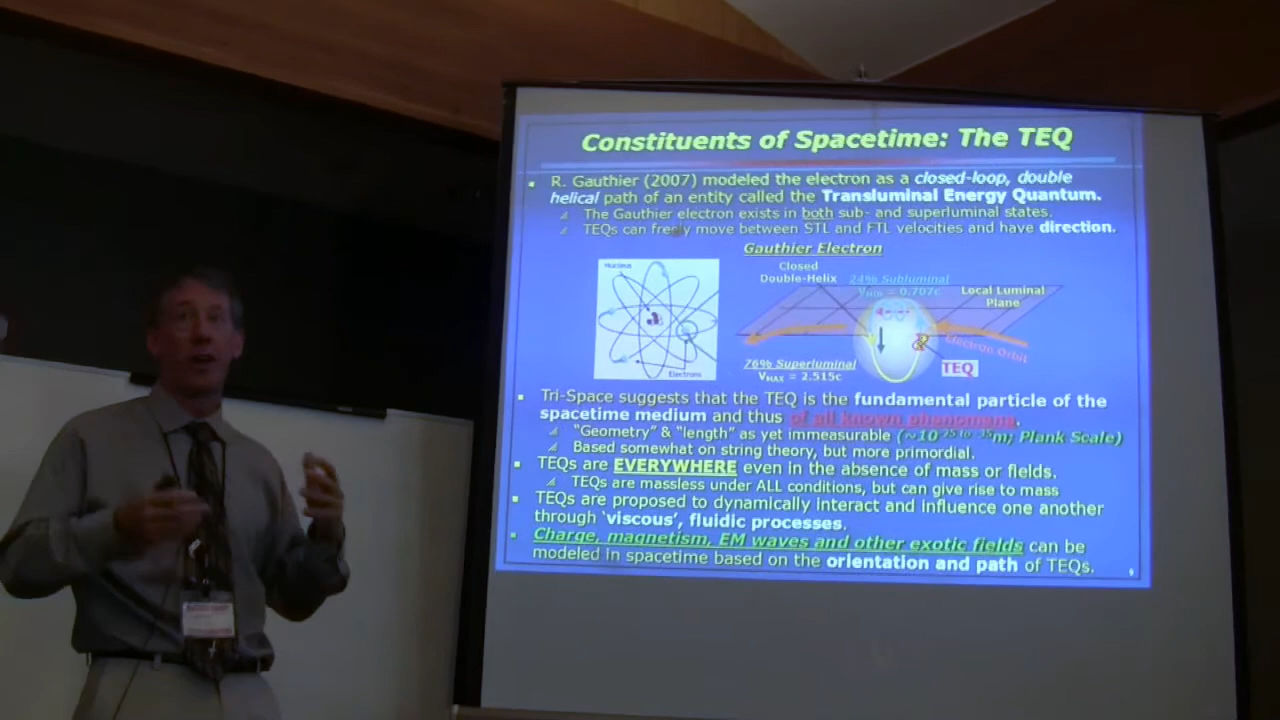 Constituents of Spacetime: The TEQ
R. Gauthier (2007) modeled the electron as a closed-loop, double
helical path of an entity called the Transluminal Energy Quantum.
The Gauthier electron exists in both sub- and superluminal states.
TEQs can freely move between STL and FTL velocities and have direction.
Gauthier Electron
Nucleus
Electrons
Closed
Double-Helix
24% Subluminal
= 0.707c
Local Luminal
Plane
Electron Orbit
76% Superluminal
VMAX = 2.515c
TEQ
Tri-Space suggests that the TEQ is the fundamental particle of the
spacetime medium and thus of all known phenomena.
"Geometry" & "length" as yet immeasurable (~10 m; Plank Scale)
Based somewhat on string theory, but more primordial.
TEQs are EVERYWHERE even in the absence of mass or fields.
TEQs are massless under ALL conditions, but can give rise to mass
TEQs are proposed to dynamically interact and influence one another
through 'viscous', fluidic processes.
Charge, magnetism, EM waves and other exotic fields can be
modeled in spacetime based on the orientation and path of TEQs.